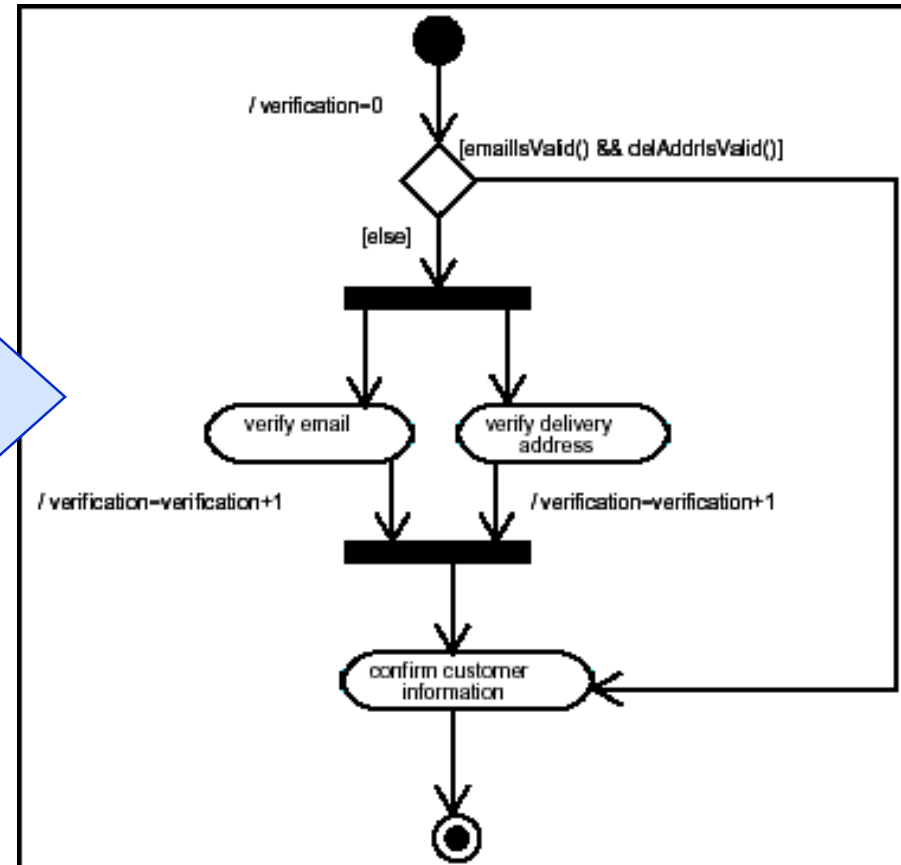 / verification=0
[emailIsValid() && delAddrIsValid()]
[else]
verify email
verify delivery
address
/ verification=verification+1
/ verification=verification+1
confirm customer
information